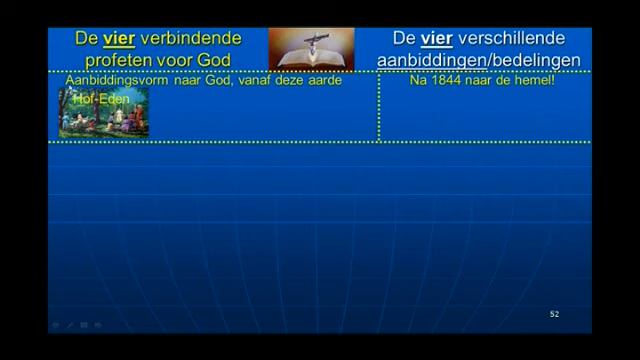 De vier verbindende
profeten voor God
De vier verschillende
aanbiddingen/bedelingen
Aanbiddingsvorm naar God, vanaf deze aarde
Na 1844 naar de hemel!
Hof-Eden
52